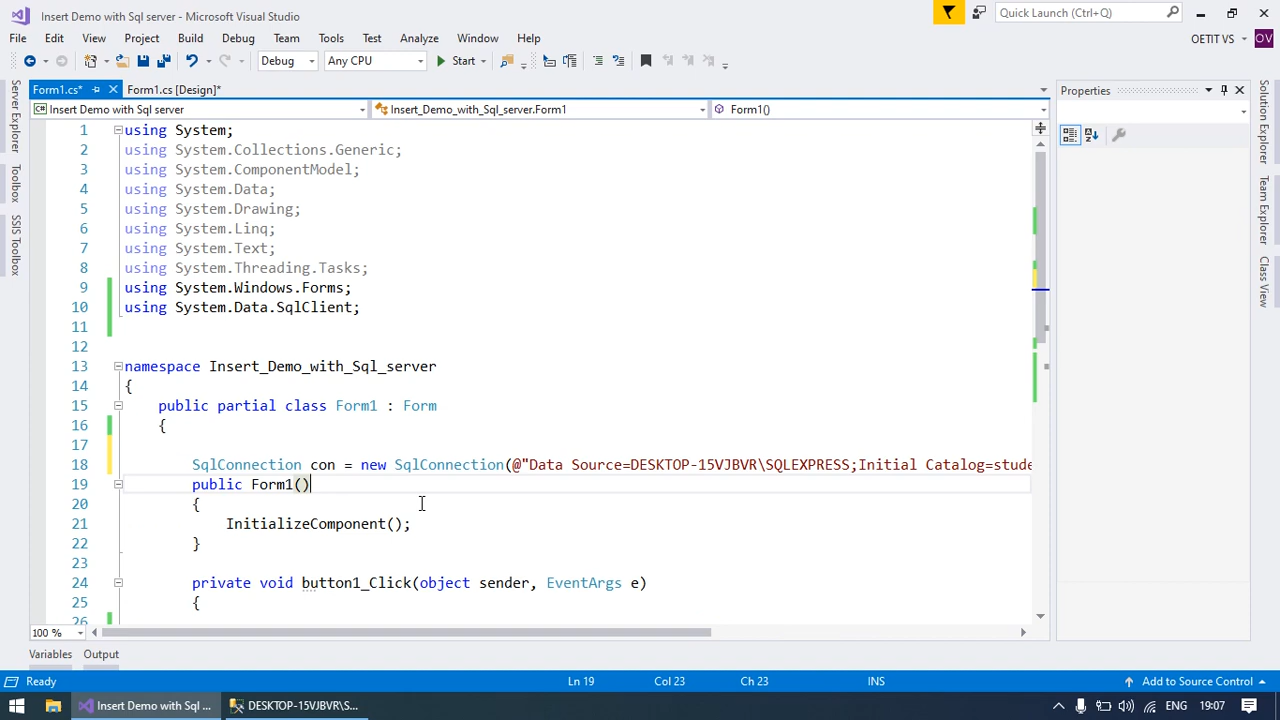 Insert Demo with Sql server - Microsoft Visual Studio
Quick Launch (Ctrl+Q)
File Edit View Project Build Debug Team Tools Test Analyze Window Help
OETIT VS OV
Debug Any CPU Start
Form1.cs* Form1.cs [Design]*
Insert Demo with Sql server Insert_Demo_with_Sql_server.Form1 Form1()
Properties
Server Explorer
Toolbox
SSIS Toolbox
Solution Explorer
Team Explorer
Class View
1 using System;
2 using System.Collections.Generic;
3 using System.ComponentModel;
4 using System.Data;
5 using System.Drawing;
6 using System.Linq;
7 using System.Text;
8 using System.Threading.Tasks;
9 using System.Windows.Forms;
10 using System.Data.SqlClient;
11
12
13 namespace Insert_Demo_with_Sql_server
14 {
15 public partial class Form1 : Form
16 {
17
18 SqlConnection con = new SqlConnection(@"Data Source=DESKTOP-15VJBVR\SQLEXPRESS;Initial Catalog=stude
19 public Form1()
20 {
21 InitializeComponent();
22 }
23
24 private void button1_Click(object sender, EventArgs e)
25 {
26
100 %
Variables Output
Ready Ln 19 Col 23 Ch 23 INS Add to Source Control
Insert Demo with Sql ... DESKTOP-15VJBVR\S... ENG 19:07